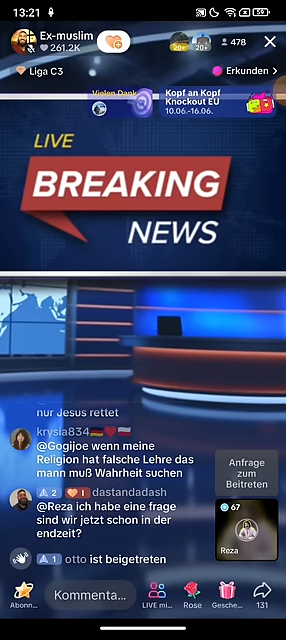 13:21
59
Ex-muslim
261.2K
20+
20+
478
Liga C3
Erkunden
Vielen Dank
Kopf an Kopf
Knockout EU
10.06.-16.06.
LIVE
BREAKING
NEWS
nur Jesus rettet
krysia834
@Gogijoe wenn meine
Religion hat falsche Lehre das
mann muß Wahrheit suchen
2
1
dastandadash
@Reza ich habe eine frage
sind wir jetzt schon in der
endzeit?
1
otto ist beigetreten
Anfrage
zum
Beitreten
67
Reza
Abonn...
Kommenta...
LIVE mi...
Rose
Gesche...
131